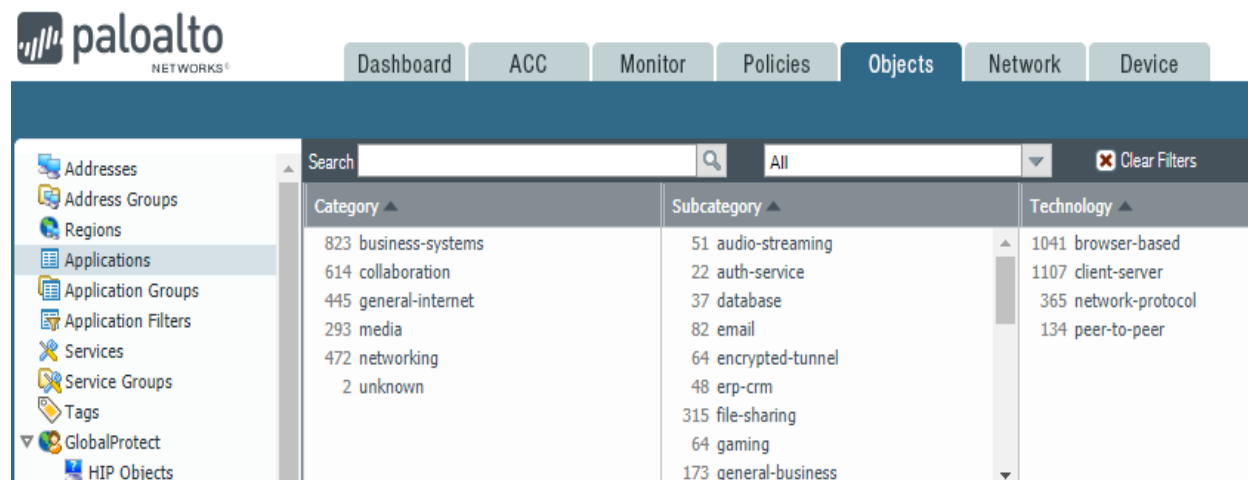 paloalto
NETWORKS®
Dashboard ACC Monitor Policies Objects Network Device
Addresses
Address Groups
Regions
Applications
Application Groups
Application Filters
Services
Service Groups
Tags
GlobalProtect
HIP Objects
Search All Clear Filters
Category
823 business-systems
614 collaboration
445 general-internet
293 media
472 networking
2 unknown
Subcategory
51 audio-streaming
22 auth-service
37 database
82 email
64 encrypted-tunnel
48 erp-crm
315 file-sharing
64 gaming
173 general-business
Technology
1041 browser-based
1107 client-server
365 network-protocol
134 peer-to-peer